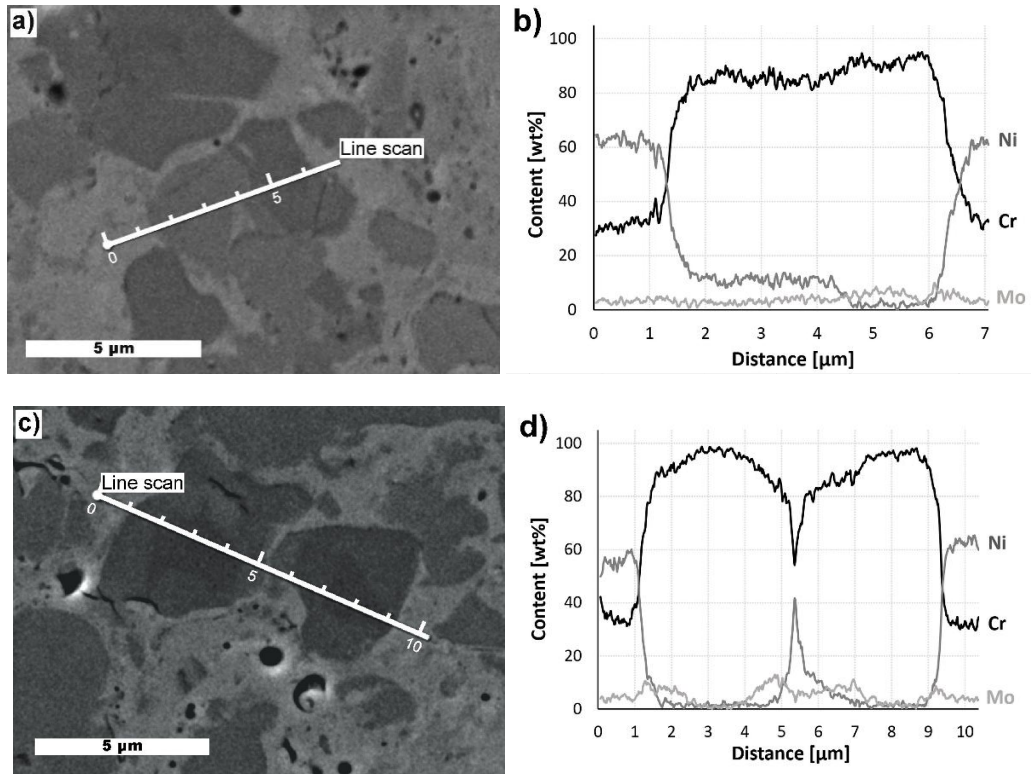 a)
Line scan
0
5
5 µm
b)
100
80
60
40
20
0
Content [wt%]
Ni
Cr
Mo
0 1 2 3 4 5 6 7
Distance [µm]
c)
Line scan
0
5
10
5 µm
d)
100
80
60
40
20
0
Content [wt%]
Ni
Cr
Mo
0 1 2 3 4 5 6 7 8 9 10
Distance [µm]